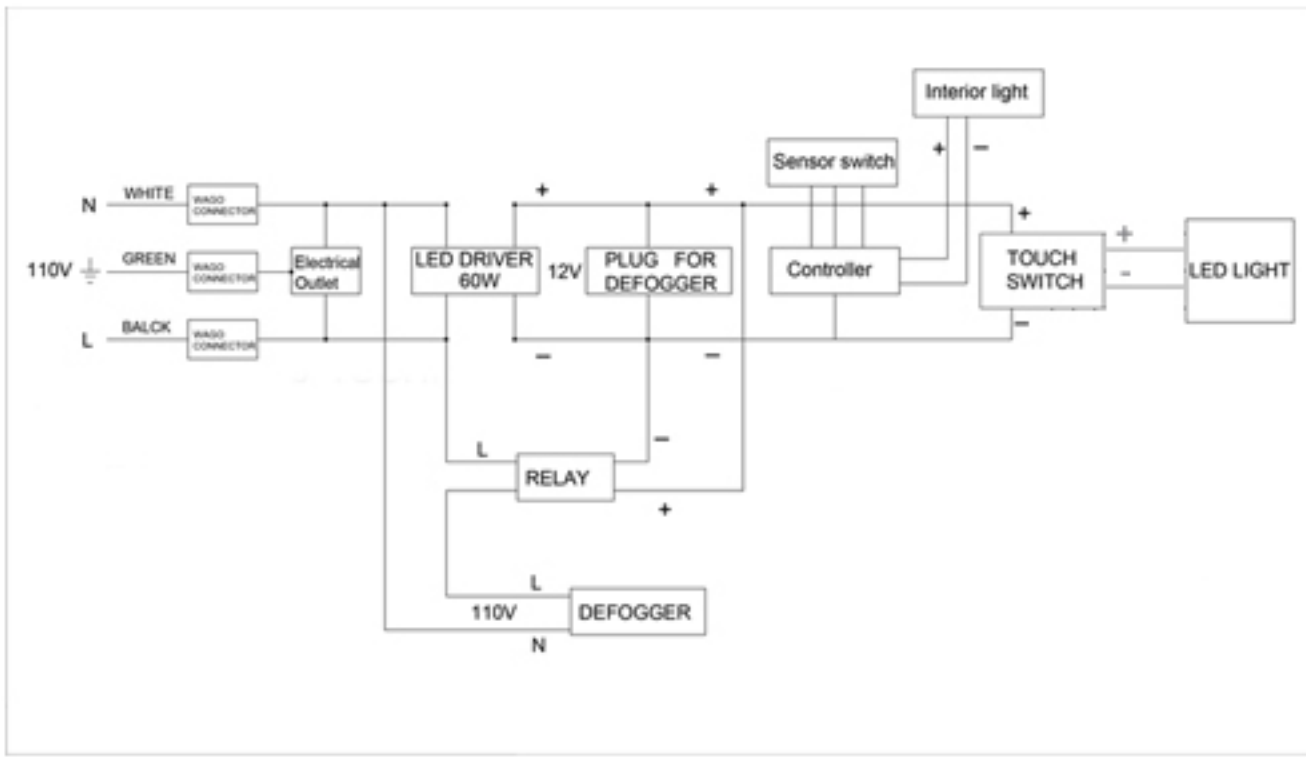 Interior light
+
−
Sensor switch
N
WHITE
WAGO
CONNECTOR
+
+
+
110V
GREEN
WAGO
CONNECTOR
Electrical
Outlet
LED DRIVER
60W
12V
PLUG FOR
DEFOGGER
Controller
TOUCH
SWITCH
+
-
LED LIGHT
L
BALCK
WAGO
CONNECTOR
−
−
−
L
RELAY
−
+
L
110V
DEFOGGER
N